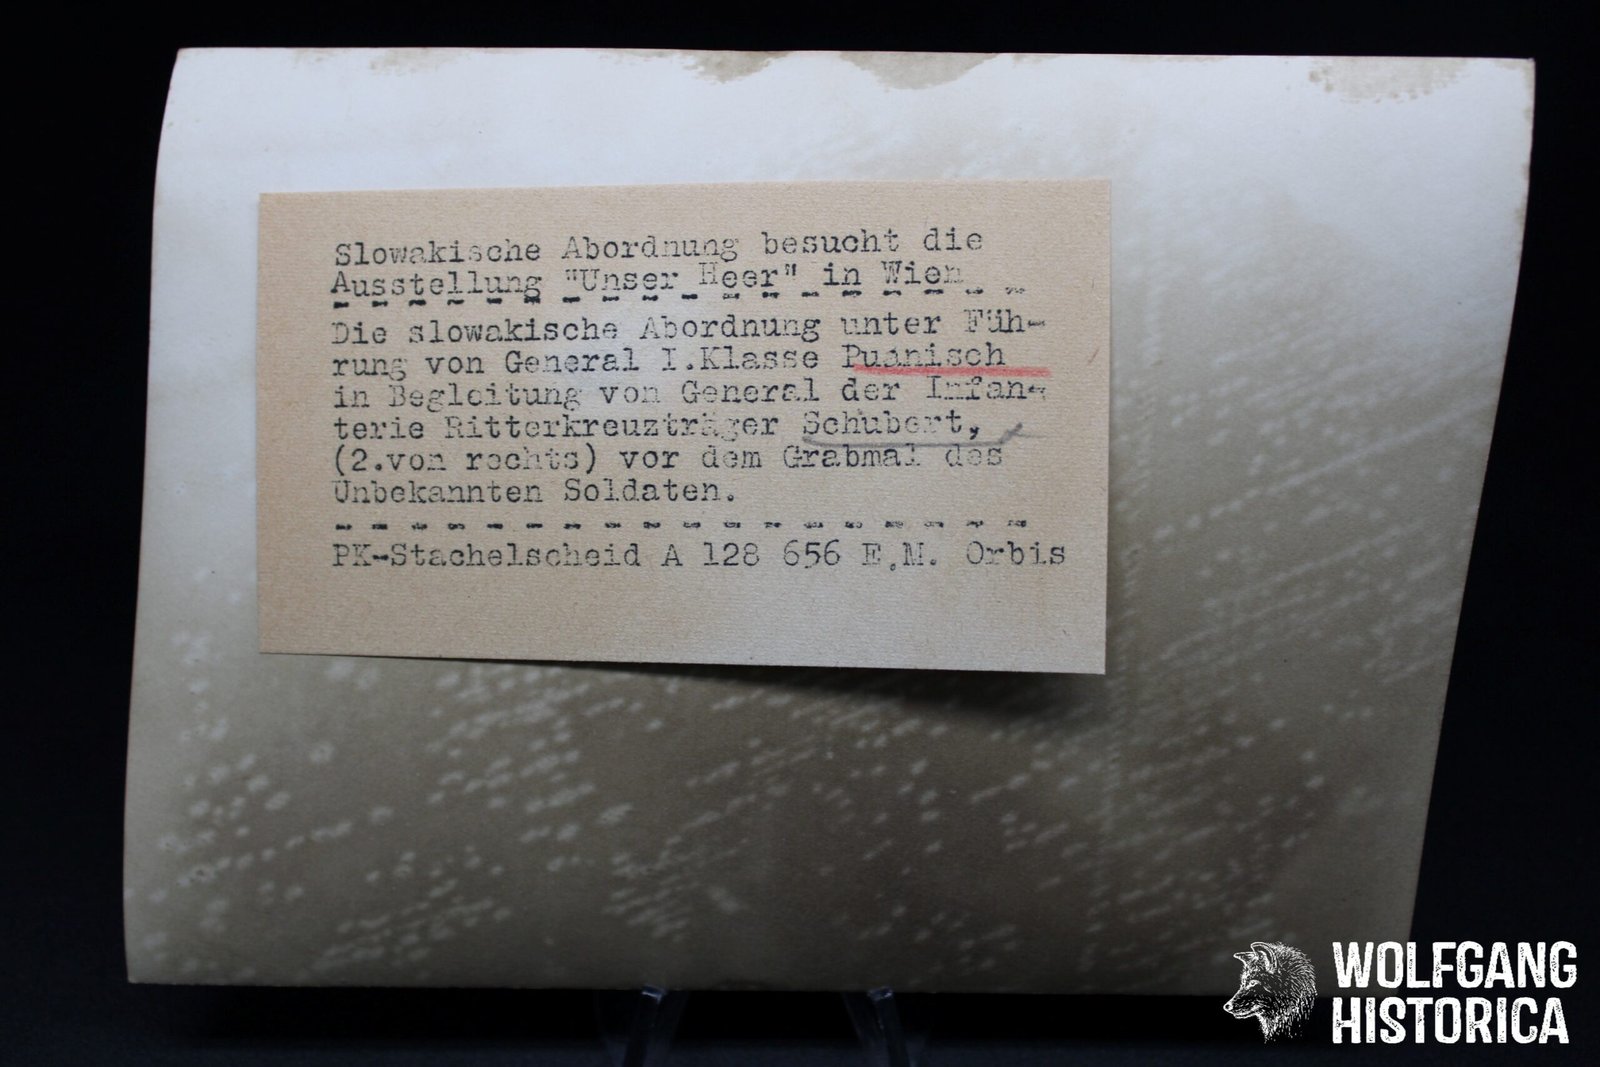 Slowakische Abordnung besucht die
Ausstellung "Unser Heer" in Wien
Die slowakische Abordnung unter Füh-
rung von General I.Klasse Puanisch
in Begleitung von General der Infan-
terie Ritterkreuzträger Schubert,
(2.von rechts) vor dem Grabmal des
Unbekannten Soldaten.
PK-Stachelscheid A 128 656 E.M. Orbis
WOLFGANG
HISTORICA